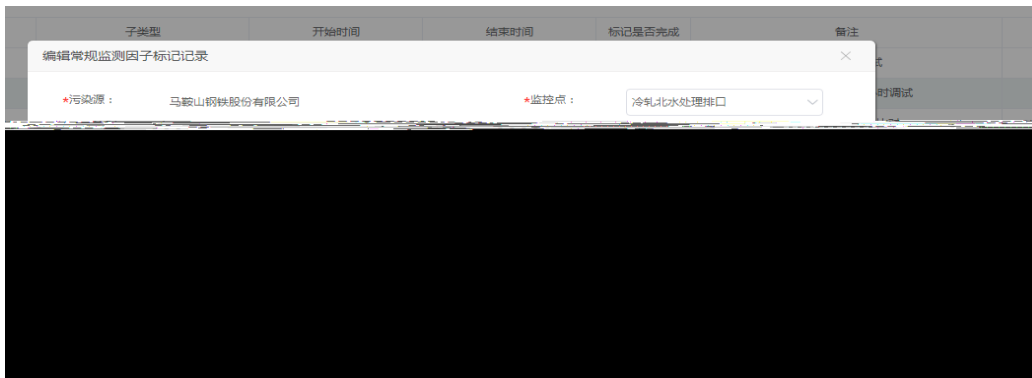 子类型 开始时间 结束时间 标记是否完成 备注
编辑常规监测因子标记记录
试
*污染源： 马鞍山钢铁股份有限公司 *监控点： 冷轧北水处理排口
时调试